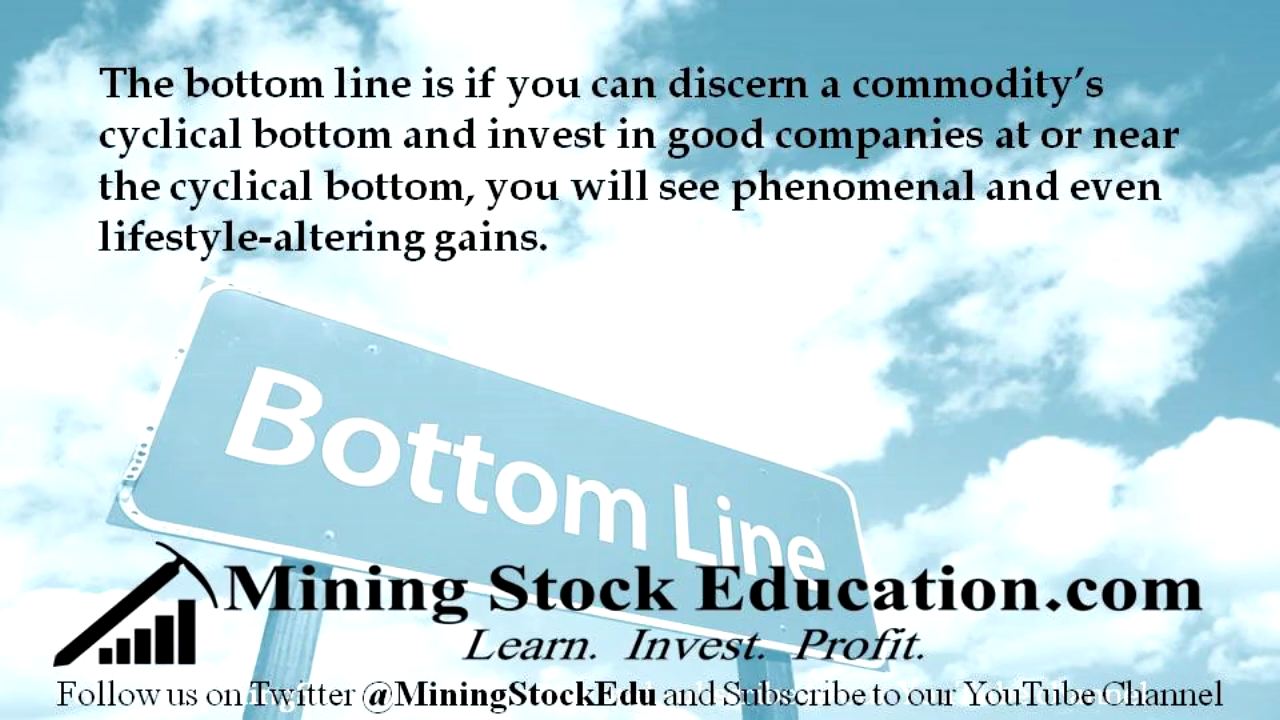 The bottom line is if you can discern a commodity’s
cyclical bottom and invest in good companies at or near
the cyclical bottom, you will see phenomenal and even
lifestyle-altering gains.
Bottom Line
Mining Stock Education.com
Learn. Invest. Profit.
Follow us on Twitter @MiningStockEdu and Subscribe to our YouTube Channel